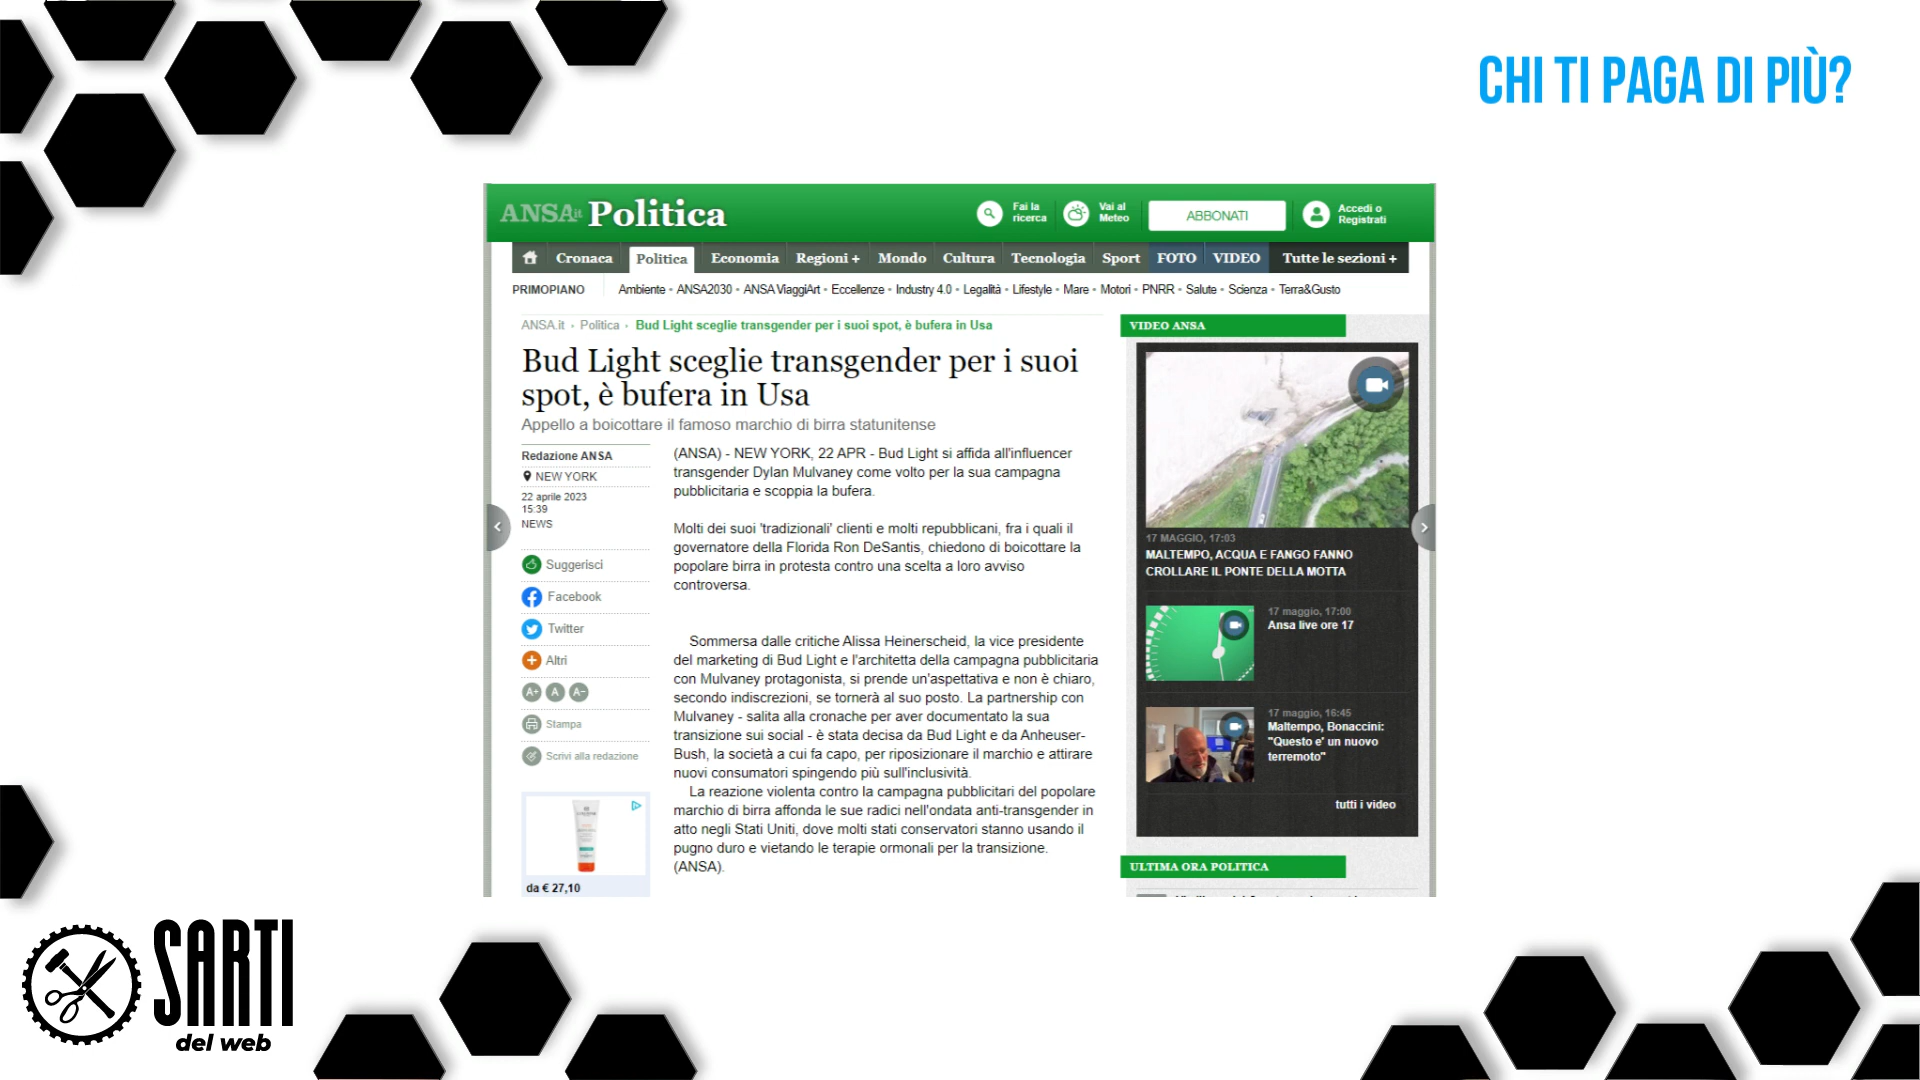 CHI TI PAGA DI PIÙ?
ANSA.it Politica
Fai la
ricerca
Vai al
Meteo
ABBONATI
Accedi o
Registrati
Cronaca Politica Economia Regioni + Mondo Cultura Tecnologia Sport FOTO VIDEO Tutte le sezioni +
PRIMOPIANO Ambiente • ANSA2030 • ANSA ViaggiArt • Eccellenze • Industry 4.0 • Legalità • Lifestyle • Mare • Motori • PNRR • Salute • Scienza • Terra&Gusto
ANSA.it › Politica › Bud Light sceglie transgender per i suoi spot, è bufera in Usa
Bud Light sceglie transgender per i suoi
spot, è bufera in Usa
Appello a boicottare il famoso marchio di birra statunitense
Redazione ANSA
NEW YORK
22 aprile 2023
15:39
NEWS
Suggerisci
Facebook
Twitter
Altri
A+ A A-
Stampa
Scrivi alla redazione
da € 27,10
(ANSA) - NEW YORK, 22 APR - Bud Light si affida all'influencer
transgender Dylan Mulvaney come volto per la sua campagna
pubblicitaria e scoppia la bufera.
Molti dei suoi 'tradizionali' clienti e molti repubblicani, fra i quali il
governatore della Florida Ron DeSantis, chiedono di boicottare la
popolare birra in protesta contro una scelta a loro avviso
controversa.
Sommersa dalle critiche Alissa Heinerscheid, la vice presidente
del marketing di Bud Light e l'architetta della campagna pubblicitaria
con Mulvaney protagonista, si prende un'aspettativa e non è chiaro,
secondo indiscrezioni, se tornerà al suo posto. La partnership con
Mulvaney - salita alla cronache per aver documentato la sua
transizione sui social - è stata decisa da Bud Light e da Anheuser-
Bush, la società a cui fa capo, per riposizionare il marchio e attirare
nuovi consumatori spingendo più sull'inclusività.
La reazione violenta contro la campagna pubblicitari del popolare
marchio di birra affonda le sue radici nell'ondata anti-transgender in
atto negli Stati Uniti, dove molti stati conservatori stanno usando il
pugno duro e vietando le terapie ormonali per la transizione.
(ANSA).
VIDEO ANSA
17 MAGGIO, 17:03
MALTEMPO, ACQUA E FANGO FANNO
CROLLARE IL PONTE DELLA MOTTA
17 maggio, 17:00
Ansa live ore 17
17 maggio, 16:45
Maltempo, Bonaccini:
"Questo e' un nuovo
terremoto"
tutti i video
ULTIMA ORA POLITICA
SARTI
del web